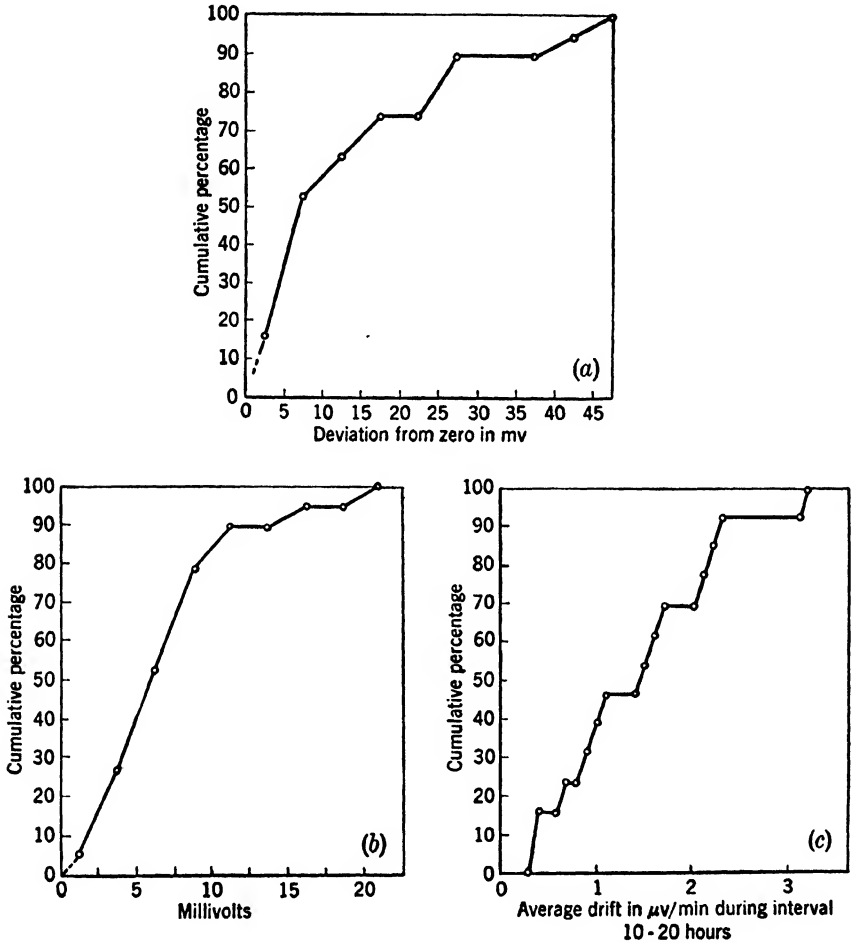 100
90
80
70
60
50
40
30
20
10
0
Cumulative percentage
(a)
0 5 10 15 20 25 30 35 40 45
Deviation from zero in mv
100
90
80
70
60
50
40
30
20
10
0
Cumulative percentage
(b)
0 5 10 15 20
Millivolts
100
90
80
70
60
50
40
30
20
10
0
Cumulative percentage
(c)
0 1 2 3
Average drift in μv/min during interval
10 - 20 hours